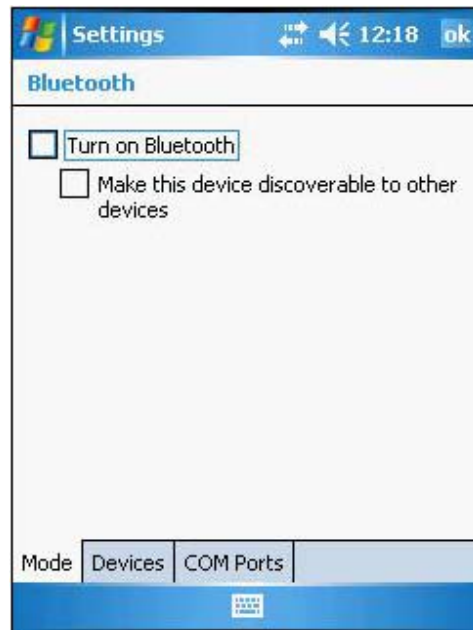 Settings 12:18 ok
Bluetooth
Turn on Bluetooth
Make this device discoverable to other
devices
Mode Devices COM Ports